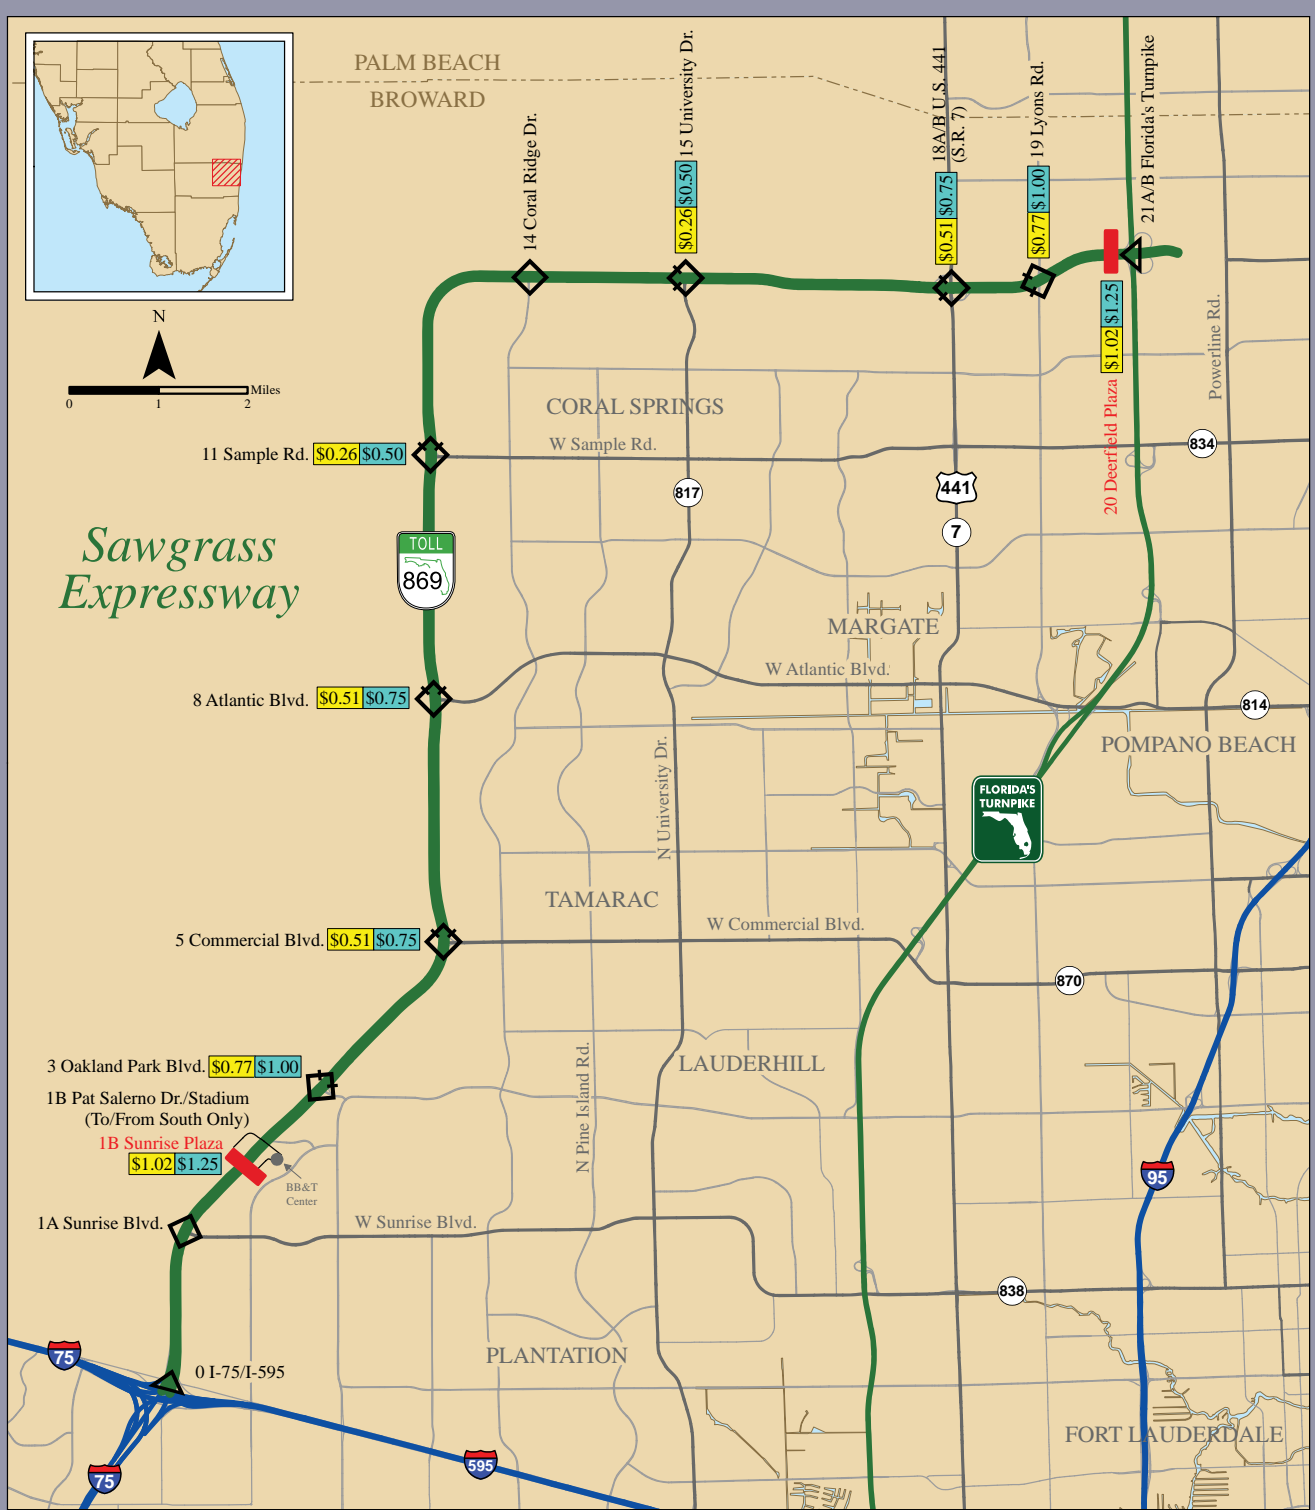 PALM BEACH
BROWARD
14 Coral Ridge Dr.
15 University Dr.
$0.26 $0.50
18A/B U.S. 441
(S.R. 7)
$0.51 $0.75
19 Lyons Rd.
$0.77 $1.00
21A/B Florida's Turnpike
20 Deerfield Plaza
$1.02 $1.25
Powerline Rd.
N
Miles
0 1 2
CORAL SPRINGS
W Sample Rd.
834
11 Sample Rd. $0.26 $0.50
817
441
7
Sawgrass
Expressway
TOLL
869
MARGATE
W Atlantic Blvd.
8 Atlantic Blvd. $0.51 $0.75
814
POMPANO BEACH
N University Dr.
FLORIDA'S
TURNPIKE
TAMARAC
W Commercial Blvd.
5 Commercial Blvd. $0.51 $0.75
870
3 Oakland Park Blvd. $0.77 $1.00
LAUDERHILL
N Pine Island Rd.
1B Pat Salerno Dr./Stadium
(To/From South Only)
1B Sunrise Plaza
$1.02 $1.25
BB&T
Center
95
1A Sunrise Blvd.
W Sunrise Blvd.
838
75
0 I-75/I-595
PLANTATION
FORT LAUDERDALE
595
75